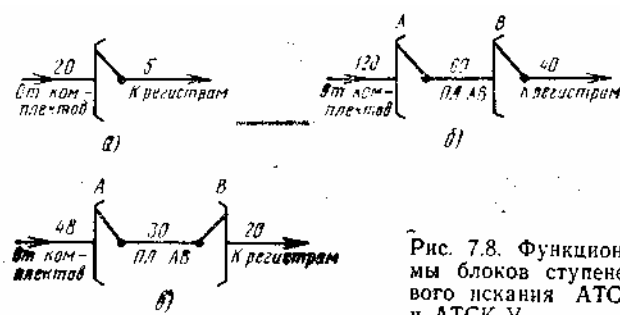 20
5
От ком-
плектов
К регистрам
а)
А
В
120
60
40
От ком-
плектов
ПЛ АВ
К регистрам
б)
А
В
48
30
20
От ком-
плектов
ПЛ АВ
К регистрам
в)
Рис. 7.8. Функцион
мы блоков ступене
вого искания АТС
и АТСК-У